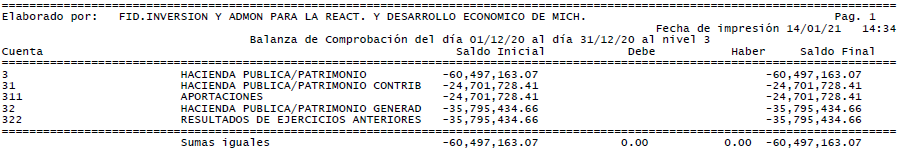 Elaborado por:   FID.INVERSION Y ADMON PARA LA REACT. Y DESARROLLO ECONOMICO DE MICH.   Pag. 1
Fecha de impresión 14/01/21   14:34
Balanza de Comprobación del día 01/12/20 al día 31/12/20 al nivel 3
Cuenta   Saldo Inicial   Debe   Haber   Saldo Final
3   HACIENDA PUBLICA/PATRIMONIO   -60,497,163.07   -60,497,163.07
31   HACIENDA PUBLICA/PATRIMONIO CONTRIB   -24,701,728.41   -24,701,728.41
311   APORTACIONES   -24,701,728.41   -24,701,728.41
32   HACIENDA PUBLICA/PATRIMONIO GENERAD   -35,795,434.66   -35,795,434.66
322   RESULTADOS DE EJERCICIOS ANTERIORES   -35,795,434.66   -35,795,434.66
Sumas iguales   -60,497,163.07   0.00   0.00   -60,497,163.07